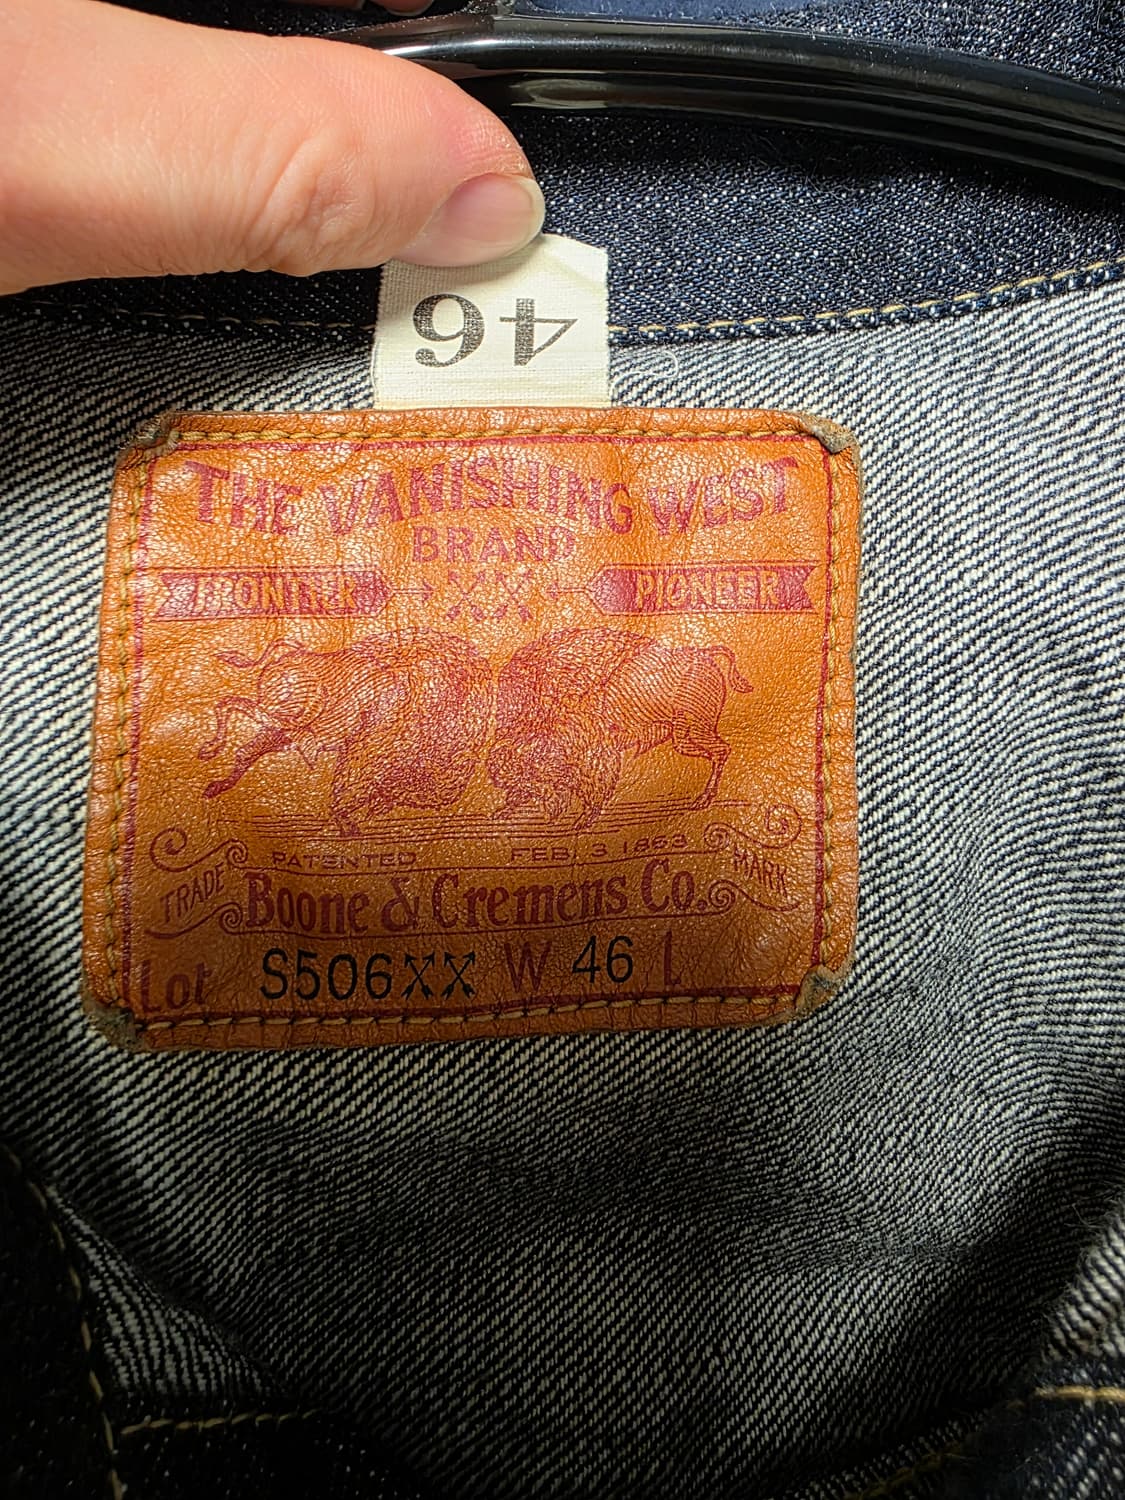 46
THE VANISHING WEST
BRAND
FRONTIER XX PIONEER
PATENTED FEB. 3 1863
TRADE MARK
Boone & Cremens Co.
Lot S506XX W 46 L